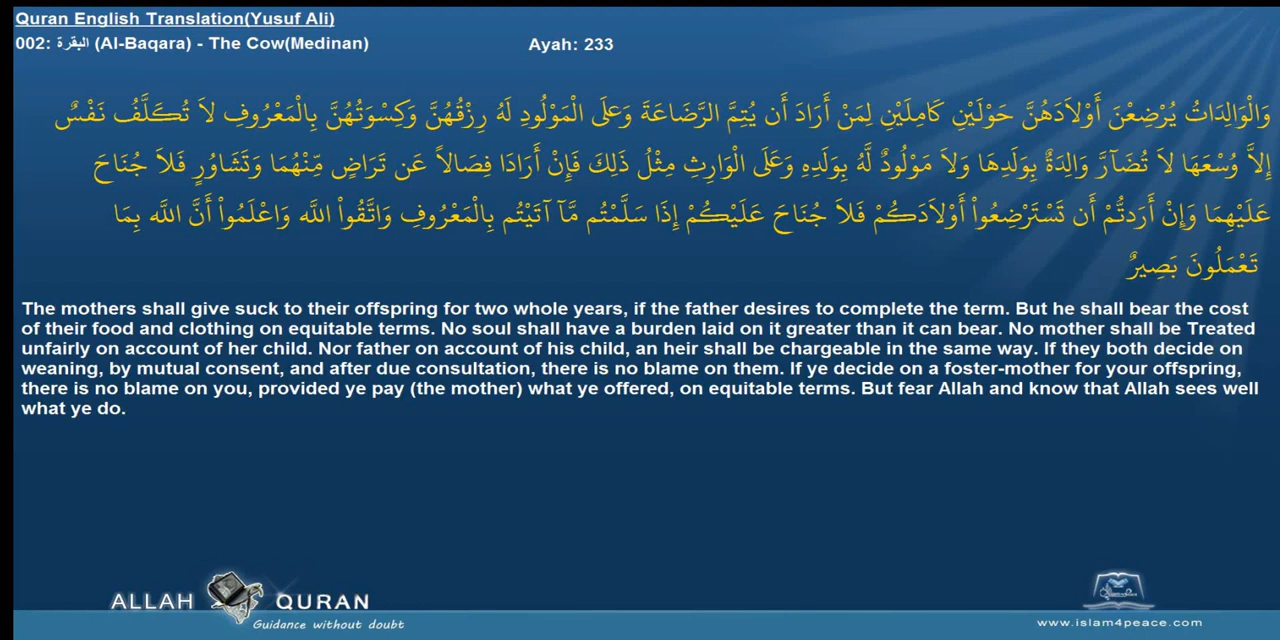 Quran English Translation(Yusuf Ali)
002: البقرة (Al-Baqara) - The Cow(Medinan)
Ayah: 233
وَالْوَالِدَاتُ يُرْضِعْنَ أَوْلاَدَهُنَّ حَوْلَيْنِ كَامِلَيْنِ لِمَنْ أَرَادَ أَن يُتِمَّ الرَّضَاعَةَ وَعَلَى الْمَوْلُودِ لَهُ رِزْقُهُنَّ وَكِسْوَتُهُنَّ بِالْمَعْرُوفِ لاَ تُكَلَّفُ نَفْسٌ
إِلاَّ وُسْعَهَا لاَ تُضَآرَّ وَالِدَةٌ بِوَلَدِهَا وَلاَ مَوْلُودٌ لَّهُ بِوَلَدِهِ وَعَلَى الْوَارِثِ مِثْلُ ذَلِكَ فَإِنْ أَرَادَا فِصَالاً عَن تَرَاضٍ مِّنْهُمَا وَتَشَاوُرٍ فَلاَ جُنَاحَ
عَلَيْهِمَا وَإِنْ أَرَدتُّمْ أَن تَسْتَرْضِعُواْ أَوْلاَدَكُمْ فَلاَ جُنَاحَ عَلَيْكُمْ إِذَا سَلَّمْتُم مَّآ آتَيْتُم بِالْمَعْرُوفِ وَاتَّقُواْ اللَّه وَاعْلَمُواْ أَنَّ اللَّه بِمَا
تَعْمَلُونَ بَصِيرٌ
The mothers shall give suck to their offspring for two whole years, if the father desires to complete the term. But he shall bear the cost
of their food and clothing on equitable terms. No soul shall have a burden laid on it greater than it can bear. No mother shall be Treated
unfairly on account of her child. Nor father on account of his child, an heir shall be chargeable in the same way. If they both decide on
weaning, by mutual consent, and after due consultation, there is no blame on them. If ye decide on a foster-mother for your offspring,
there is no blame on you, provided ye pay (the mother) what ye offered, on equitable terms. But fear Allah and know that Allah sees well
what ye do.
ALLAH QURAN
Guidance without doubt
www.islam4peace.com